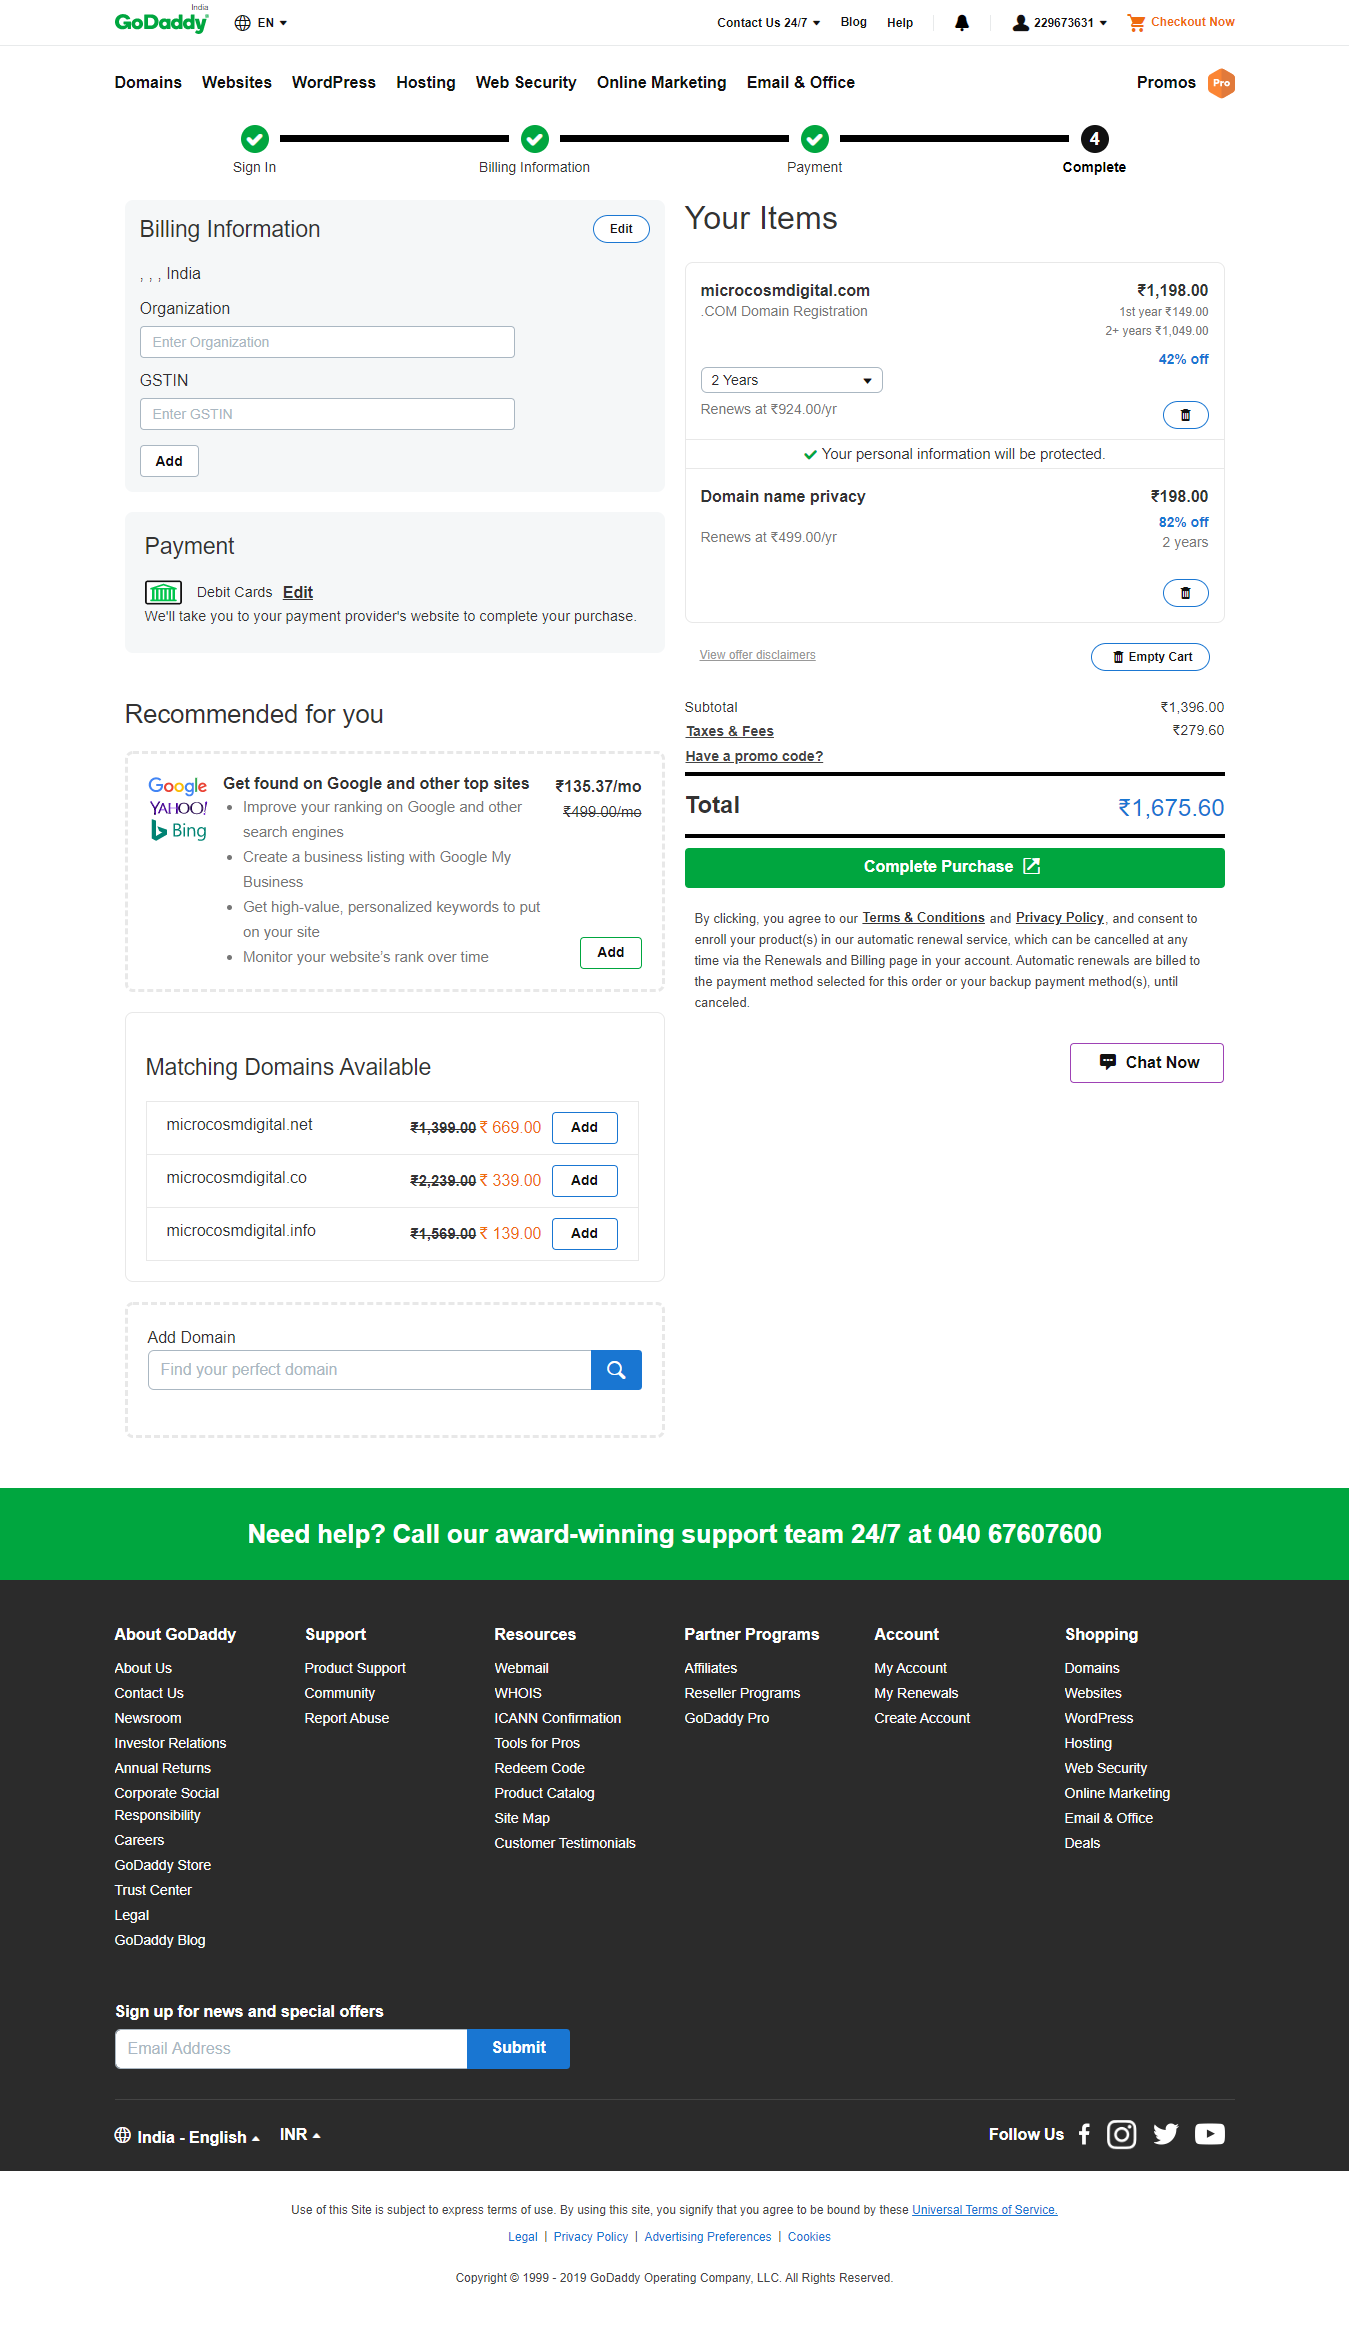 India
GoDaddy
EN
Contact Us 24/7
Blog
Help
229673631
Checkout Now
Domains
Websites
WordPress
Hosting
Web Security
Online Marketing
Email & Office
Promos
Pro
4
Sign In
Billing Information
Payment
Complete
Billing Information
Edit
, , , India
Organization
Enter Organization
GSTIN
Enter GSTIN
Add
Payment
Debit Cards Edit
We'll take you to your payment provider's website to complete your purchase.
Your Items
microcosmdigital.com
₹1,198.00
.COM Domain Registration
1st year ₹149.00
2+ years ₹1,049.00
42% off
2 Years
Renews at ₹924.00/yr
Your personal information will be protected.
Domain name privacy
₹198.00
82% off
Renews at ₹499.00/yr
2 years
View offer disclaimers
Empty Cart
Subtotal
₹1,396.00
Taxes & Fees
₹279.60
Have a promo code?
Total
₹1,675.60
Complete Purchase
By clicking, you agree to our Terms & Conditions and Privacy Policy, and consent to
enroll your product(s) in our automatic renewal service, which can be cancelled at any
time via the Renewals and Billing page in your account. Automatic renewals are billed to
the payment method selected for this order or your backup payment method(s), until
canceled.
Chat Now
Recommended for you
Google
YAHOO!
Bing
Get found on Google and other top sites
₹135.37/mo
₹499.00/mo
• Improve your ranking on Google and other
search engines
• Create a business listing with Google My
Business
• Get high-value, personalized keywords to put
on your site
• Monitor your website's rank over time
Add
Matching Domains Available
microcosmdigital.net
₹1,399.00 ₹ 669.00
Add
microcosmdigital.co
₹2,239.00 ₹ 339.00
Add
microcosmdigital.info
₹1,569.00 ₹ 139.00
Add
Add Domain
Find your perfect domain
Need help? Call our award-winning support team 24/7 at 040 67607600
About GoDaddy
About Us
Contact Us
Newsroom
Investor Relations
Annual Returns
Corporate Social
Responsibility
Careers
GoDaddy Store
Trust Center
Legal
GoDaddy Blog
Support
Product Support
Community
Report Abuse
Resources
Webmail
WHOIS
ICANN Confirmation
Tools for Pros
Redeem Code
Product Catalog
Site Map
Customer Testimonials
Partner Programs
Affiliates
Reseller Programs
GoDaddy Pro
Account
My Account
My Renewals
Create Account
Shopping
Domains
Websites
WordPress
Hosting
Web Security
Online Marketing
Email & Office
Deals
Sign up for news and special offers
Email Address
Submit
India - English
INR
Follow Us
Use of this Site is subject to express terms of use. By using this site, you signify that you agree to be bound by these Universal Terms of Service.
Legal | Privacy Policy | Advertising Preferences | Cookies
Copyright © 1999 - 2019 GoDaddy Operating Company, LLC. All Rights Reserved.